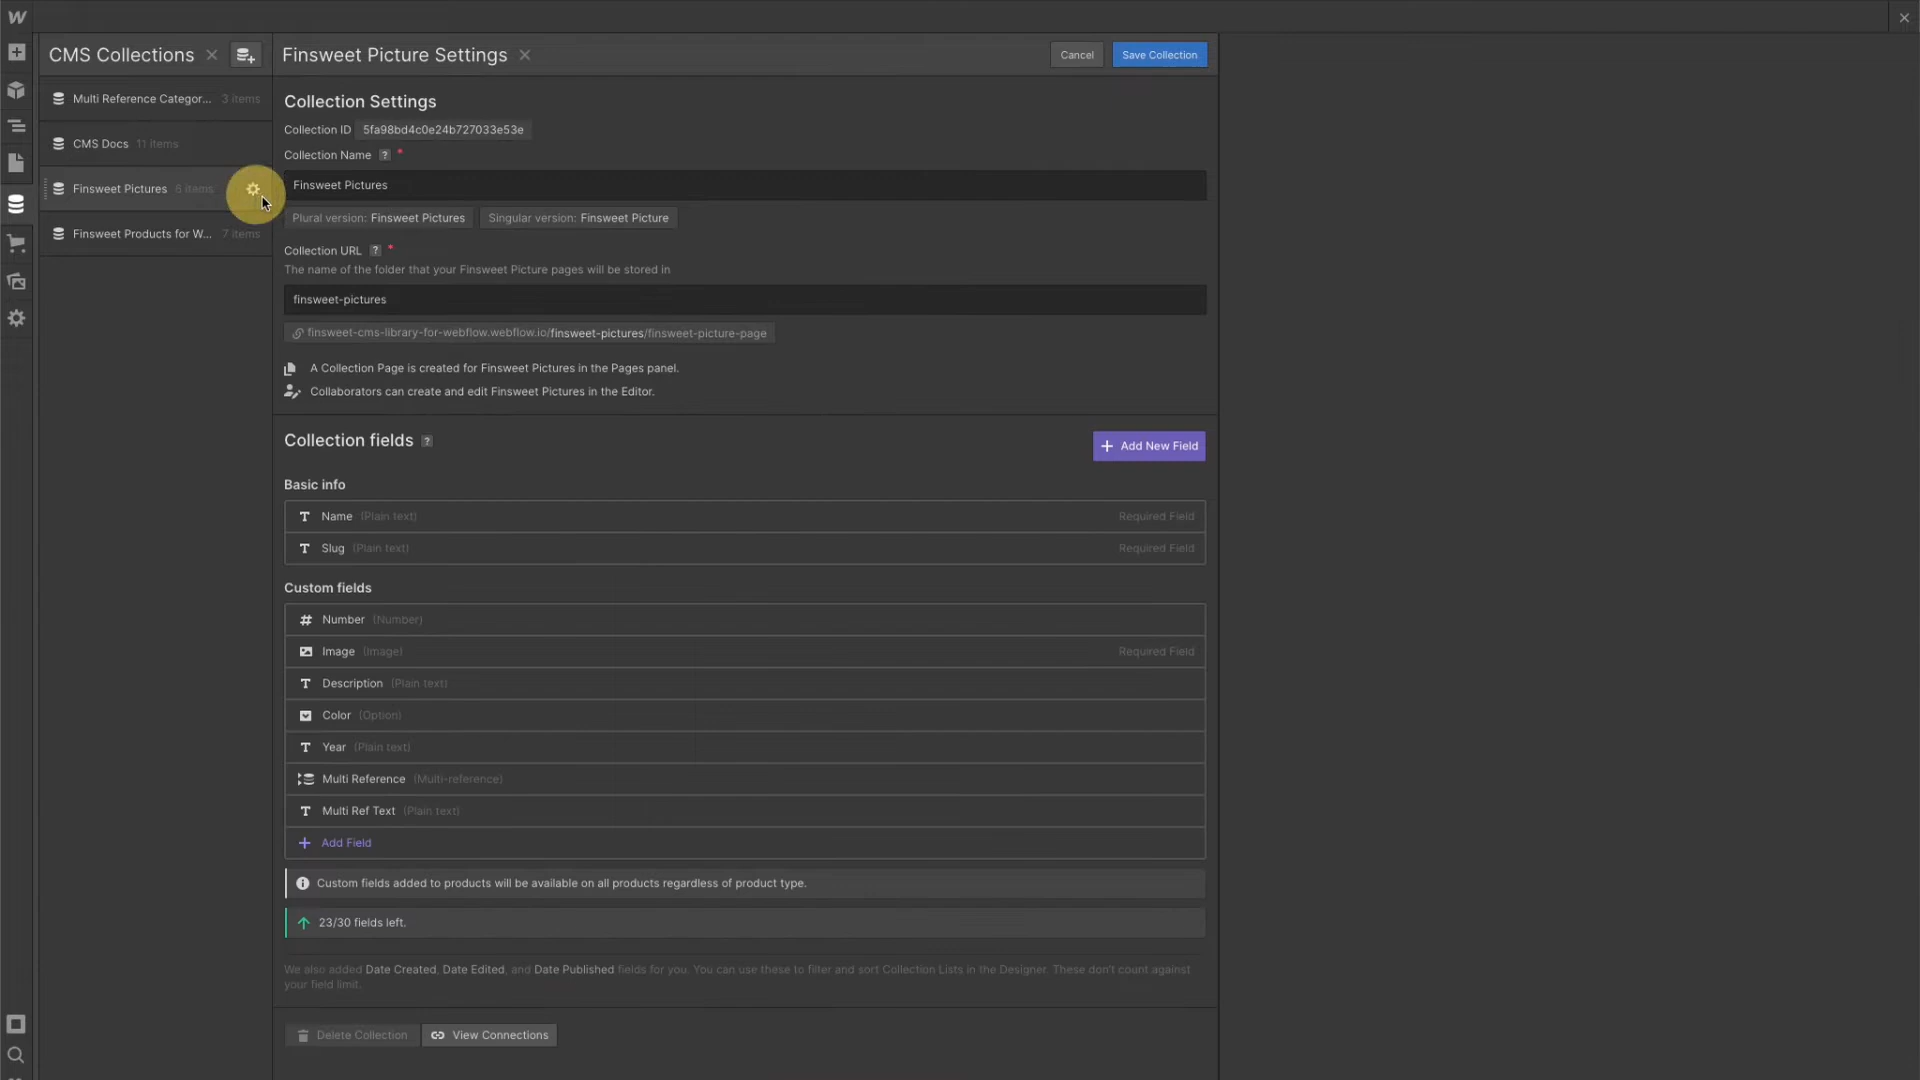 CMS Collections
Multi Reference Categor... 3 items
CMS Docs 11 items
Finsweet Pictures 6 items
Finsweet Products for W... 7 items
Finsweet Picture Settings
Cancel
Save Collection
Collection Settings
Collection ID 5fa98bd4c0e24b727033e53e
Collection Name ? *
Finsweet Pictures
Plural version: Finsweet Pictures
Singular version: Finsweet Picture
Collection URL ? *
The name of the folder that your Finsweet Picture pages will be stored in
finsweet-pictures
finsweet-cms-library-for-webflow.webflow.io/finsweet-pictures/finsweet-picture-page
A Collection Page is created for Finsweet Pictures in the Pages panel.
Collaborators can create and edit Finsweet Pictures in the Editor.
Collection fields ?
+ Add New Field
Basic info
Name (Plain text) Required Field
Slug (Plain text) Required Field
Custom fields
Number (Number)
Image (Image) Required Field
Description (Plain text)
Color (Option)
Year (Plain text)
Multi Reference (Multi-reference)
Multi Ref Text (Plain text)
+ Add Field
Custom fields added to products will be available on all products regardless of product type.
23/30 fields left.
We also added Date Created, Date Edited, and Date Published fields for you. You can use these to filter and sort Collection Lists in the Designer. These don't count against
your field limit.
Delete Collection
View Connections